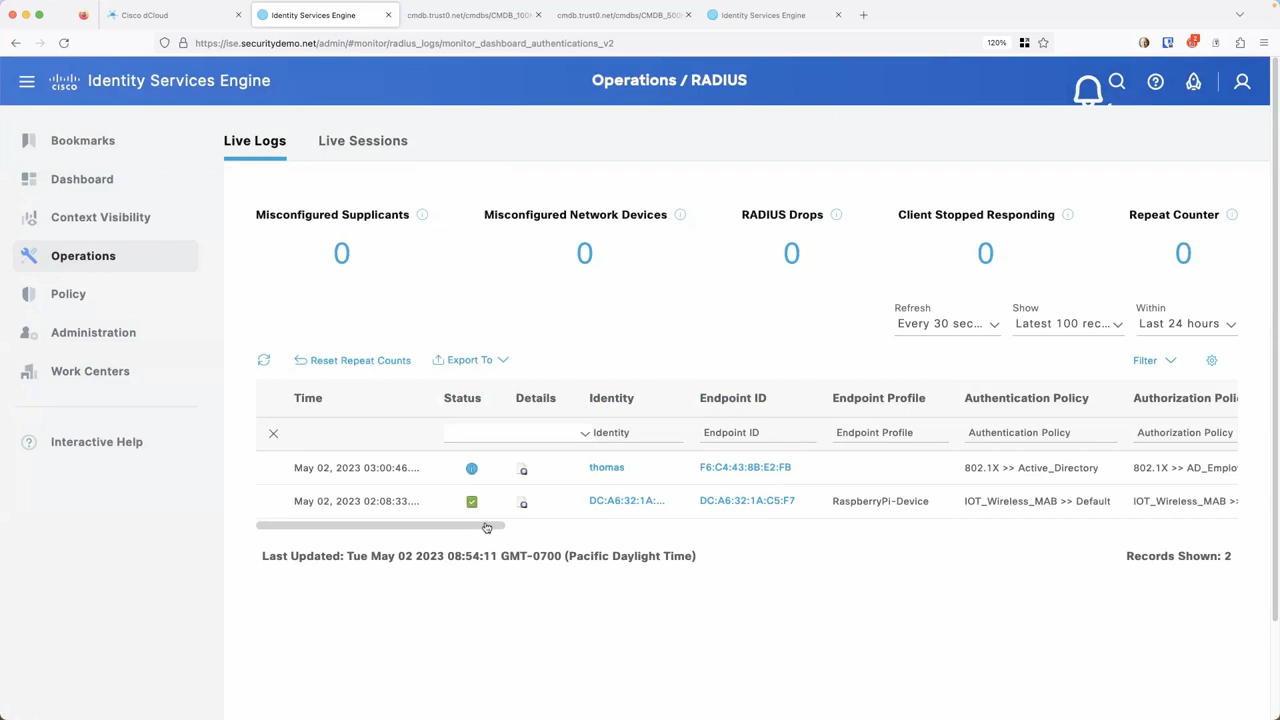 Cisco dCloud
Identity Services Engine
cmdb.trust0.net/cmdbs/CMDB_100
cmdb.trust0.net/cmdbs/CMDB_500
Identity Services Engine
https://ise.securitydemo.net/admin/#monitor/radius_logs/monitor_dashboard_authentications_v2
120%
2
cisco
Identity Services Engine
Operations / RADIUS
Bookmarks
Dashboard
Context Visibility
Operations
Policy
Administration
Work Centers
Interactive Help
Live Logs
Live Sessions
Misconfigured Supplicants
Misconfigured Network Devices
RADIUS Drops
Client Stopped Responding
Repeat Counter
0
0
0
0
0
Refresh
Show
Within
Every 30 sec...
Latest 100 rec...
Last 24 hours
Reset Repeat Counts
Export To
Filter
Time
Status
Details
Identity
Endpoint ID
Endpoint Profile
Authentication Policy
Authorization Poli
Identity
Endpoint ID
Endpoint Profile
Authentication Policy
Authorization Policy
May 02, 2023 03:00:46....
thomas
F6:C4:43:8B:E2:FB
802.1X >> Active_Directory
802.1X >> AD_Emplo
May 02, 2023 02:08:33....
DC:A6:32:1A:...
DC:A6:32:1A:C5:F7
RaspberryPi-Device
IOT_Wireless_MAB >> Default
IOT_Wireless_MAB >>
Last Updated: Tue May 02 2023 08:54:11 GMT-0700 (Pacific Daylight Time)
Records Shown: 2